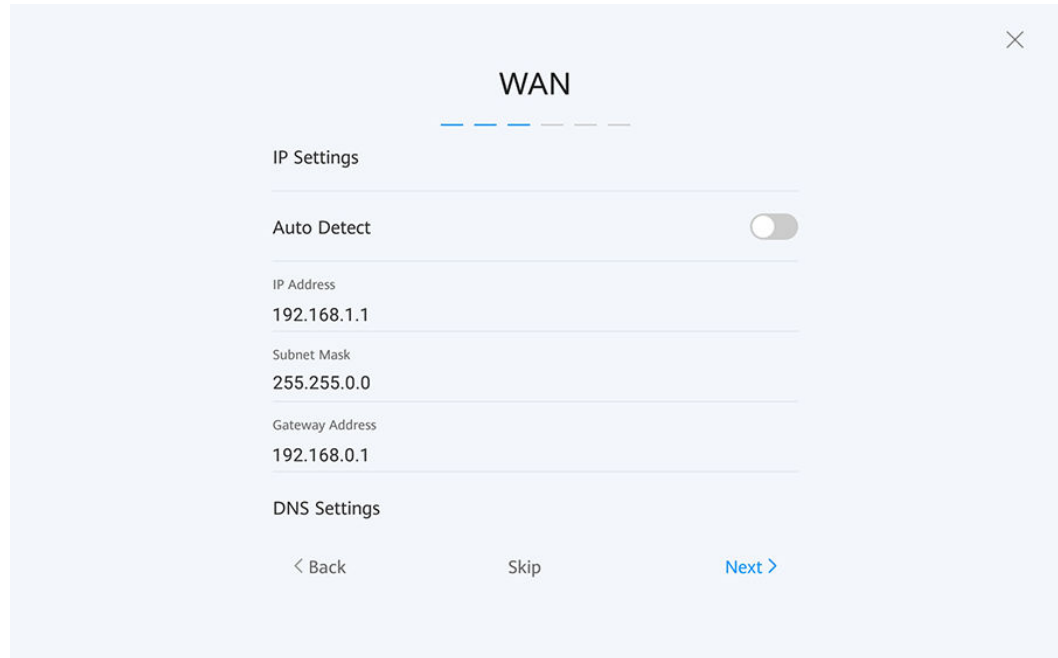 WAN
IP Settings
Auto Detect
IP Address
192.168.1.1
Subnet Mask
255.255.0.0
Gateway Address
192.168.0.1
DNS Settings
Back
Skip
Next